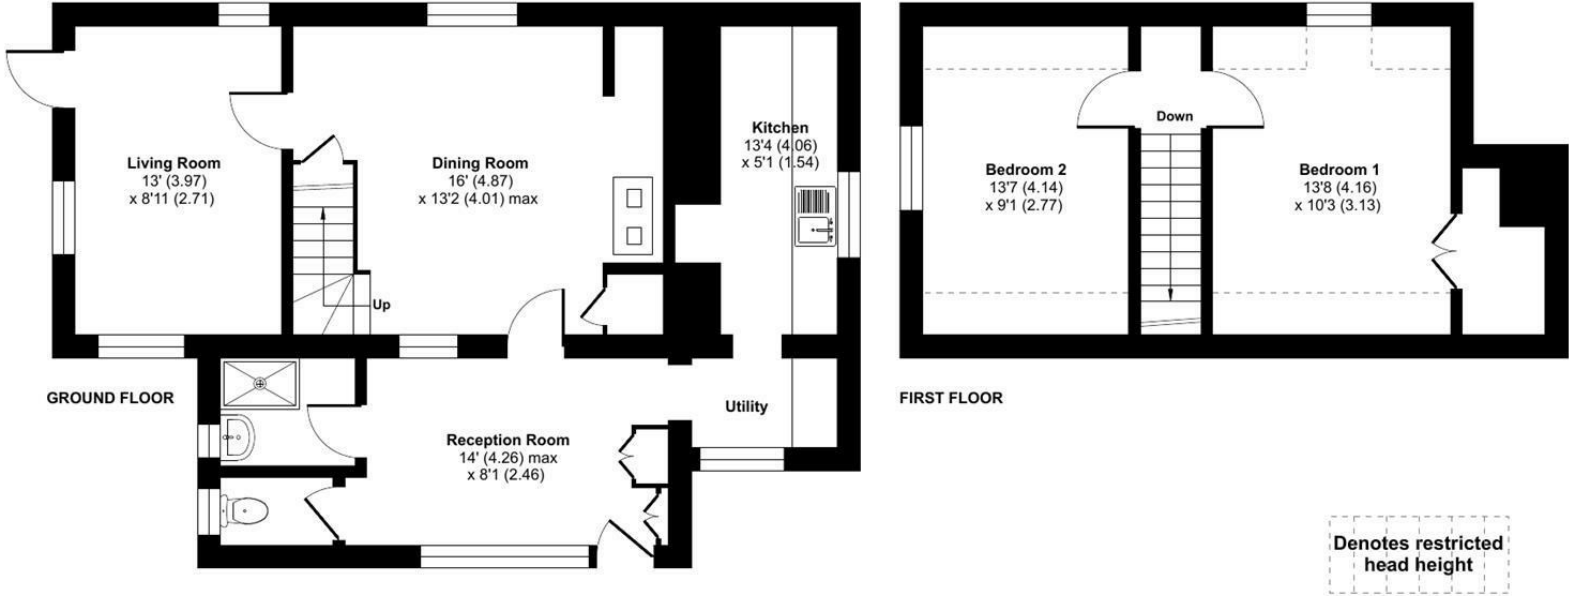 Living Room
13' (3.97)
x 8'11 (2.71)
Dining Room
16' (4.87)
x 13'2 (4.01) max
Up
Kitchen
13'4 (4.06)
x 5'1 (1.54)
GROUND FLOOR
Reception Room
14' (4.26) max
x 8'1 (2.46)
Utility
Bedroom 2
13'7 (4.14)
x 9'1 (2.77)
Down
Bedroom 1
13'8 (4.16)
x 10'3 (3.13)
FIRST FLOOR
Denotes restricted
head height